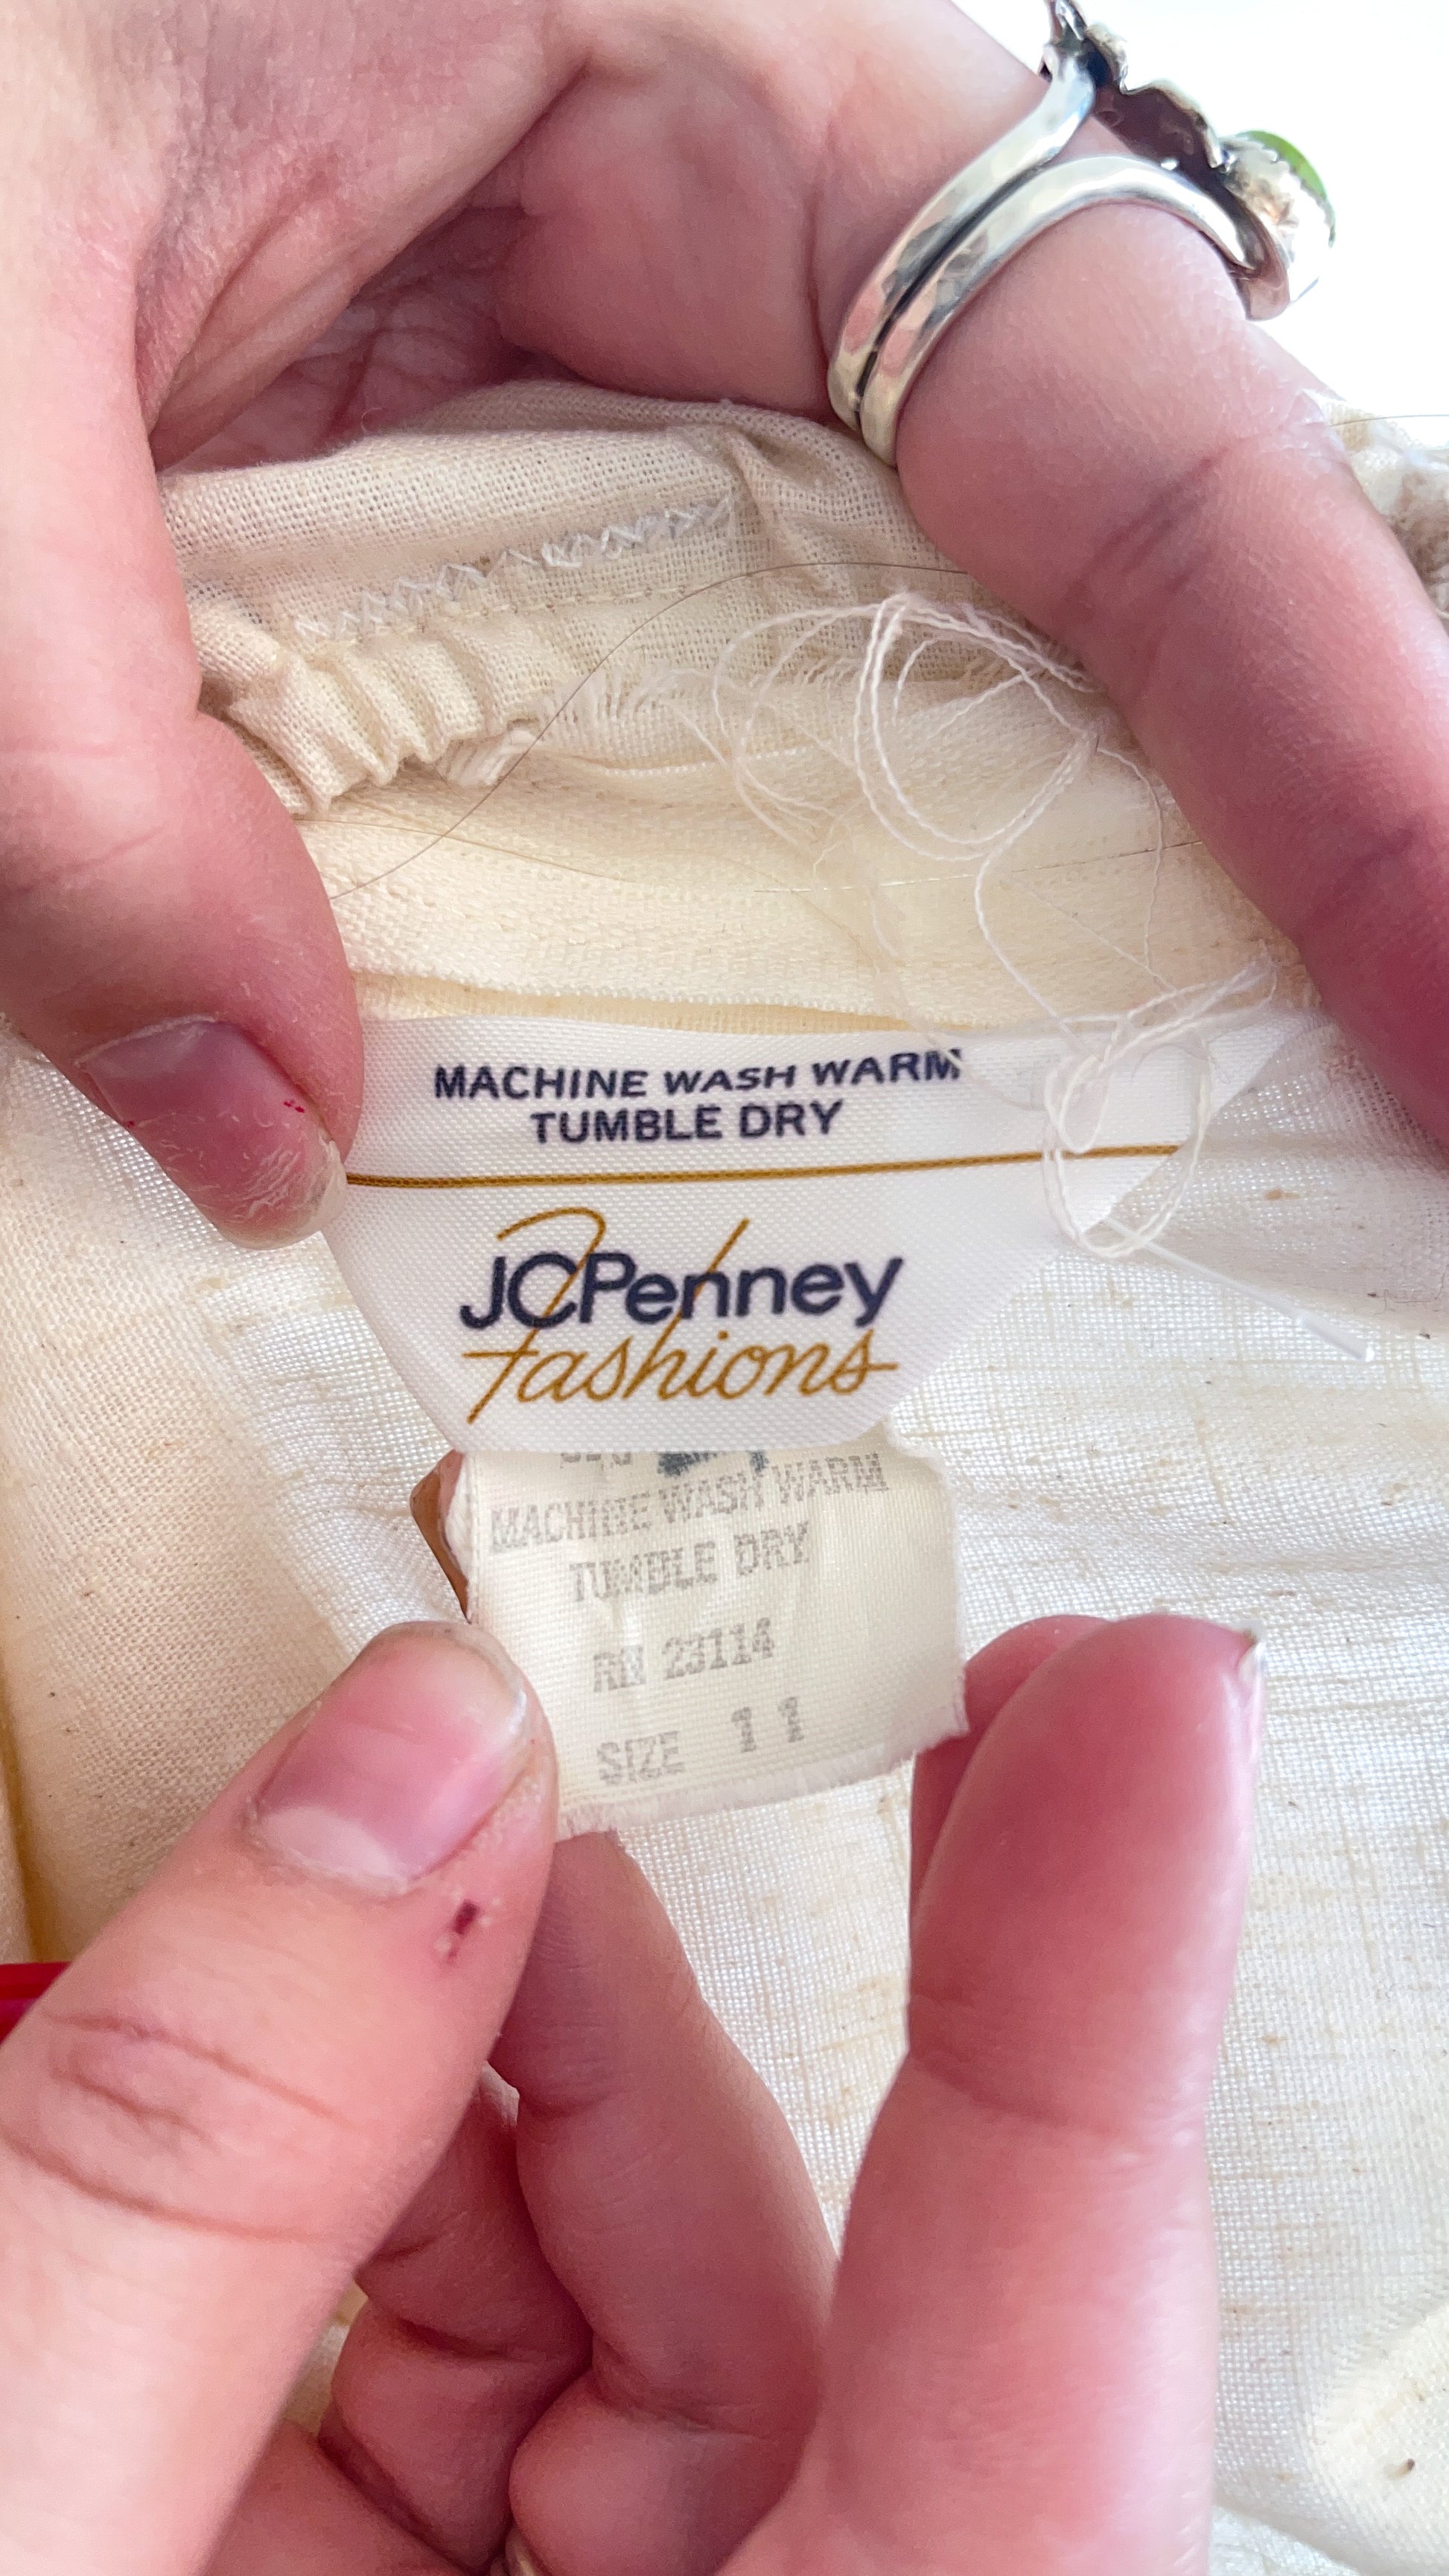 MACHINE WASH WARM
TUMBLE DRY
JCPenney
Fashions
MACHINE WASH WARM
TUMBLE DRY
RN 23114
SIZE 11